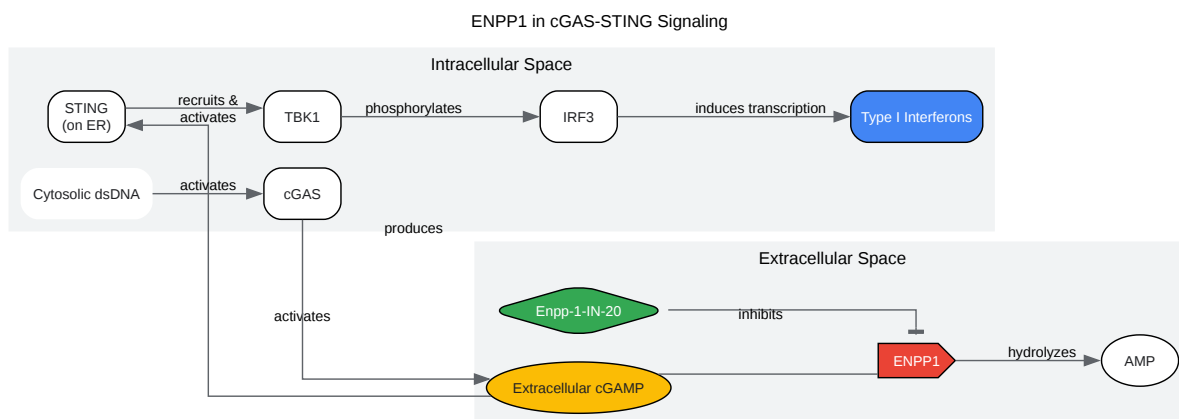 ENPP1 in cGAS-STING Signaling
Intracellular Space
STING
(on ER)
recruits &
activates
TBK1
phosphorylates
IRF3
induces transcription
Type I Interferons
Cytosolic dsDNA
activates
cGAS
produces
Extracellular Space
Enpp-1-IN-20
inhibits
activates
ENPP1
hydrolyzes
AMP
Extracellular cGAMP